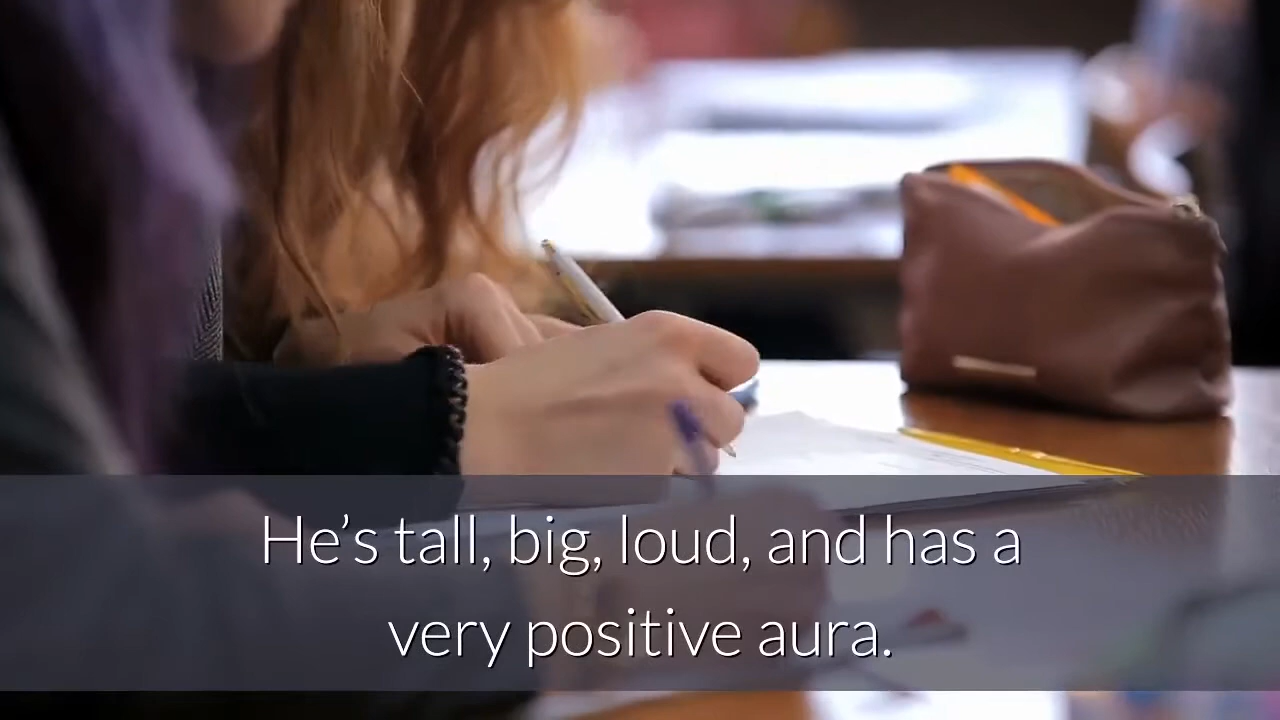 He’s tall, big, loud, and has a
very positive aura.